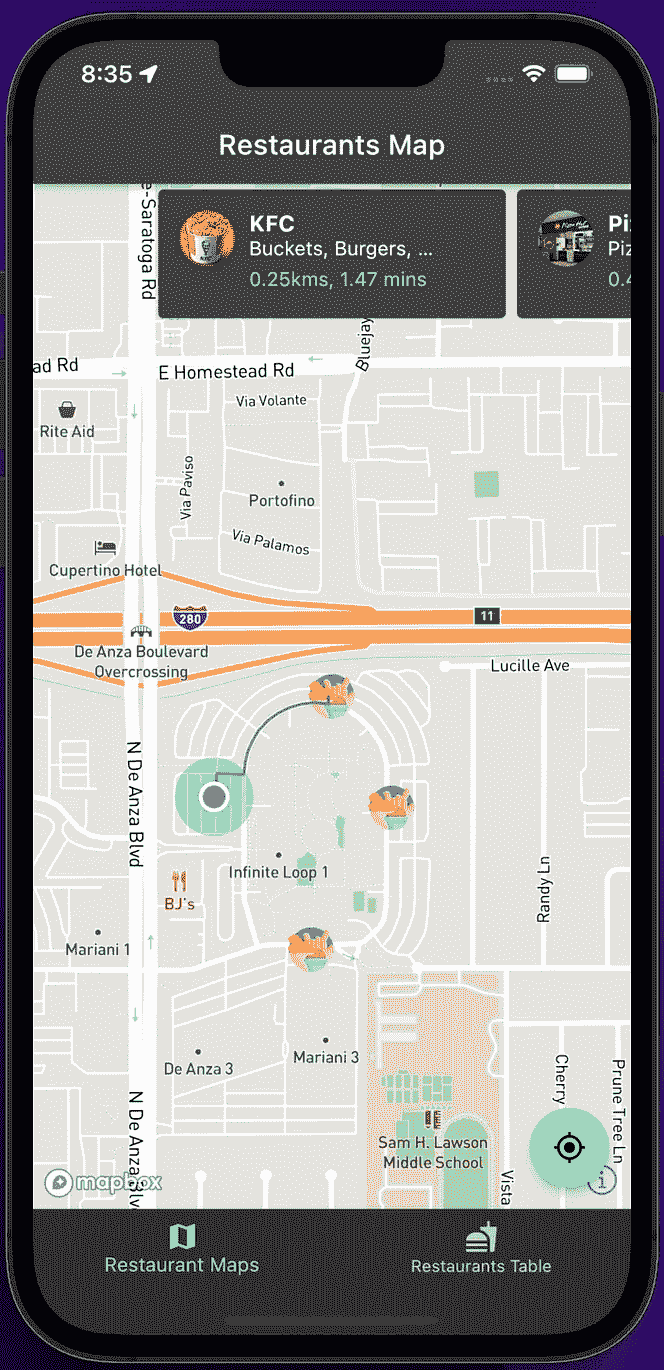 8:35
Restaurants Map
e-Saratoga Rd
KFC
Buckets, Burgers, ...
0.25kms, 1.47 mins
Pi
Piz
0.4
ad Rd
E Homestead Rd
Bluejay
Rite Aid
Via Volante
Via Paviso
Portofino
Via Palamos
Cupertino Hotel
280
11
De Anza Boulevard
Overcrossing
Lucille Ave
N De Anza Blvd
Infinite Loop 1
BJ's
Randy Ln
Mariani 1
De Anza 3
Mariani 3
Cherry
Prune Tree Ln
N De Anza Blv
Sam H. Lawson
Middle School
Vista
mapbox
Restaurant Maps
Restaurants Table